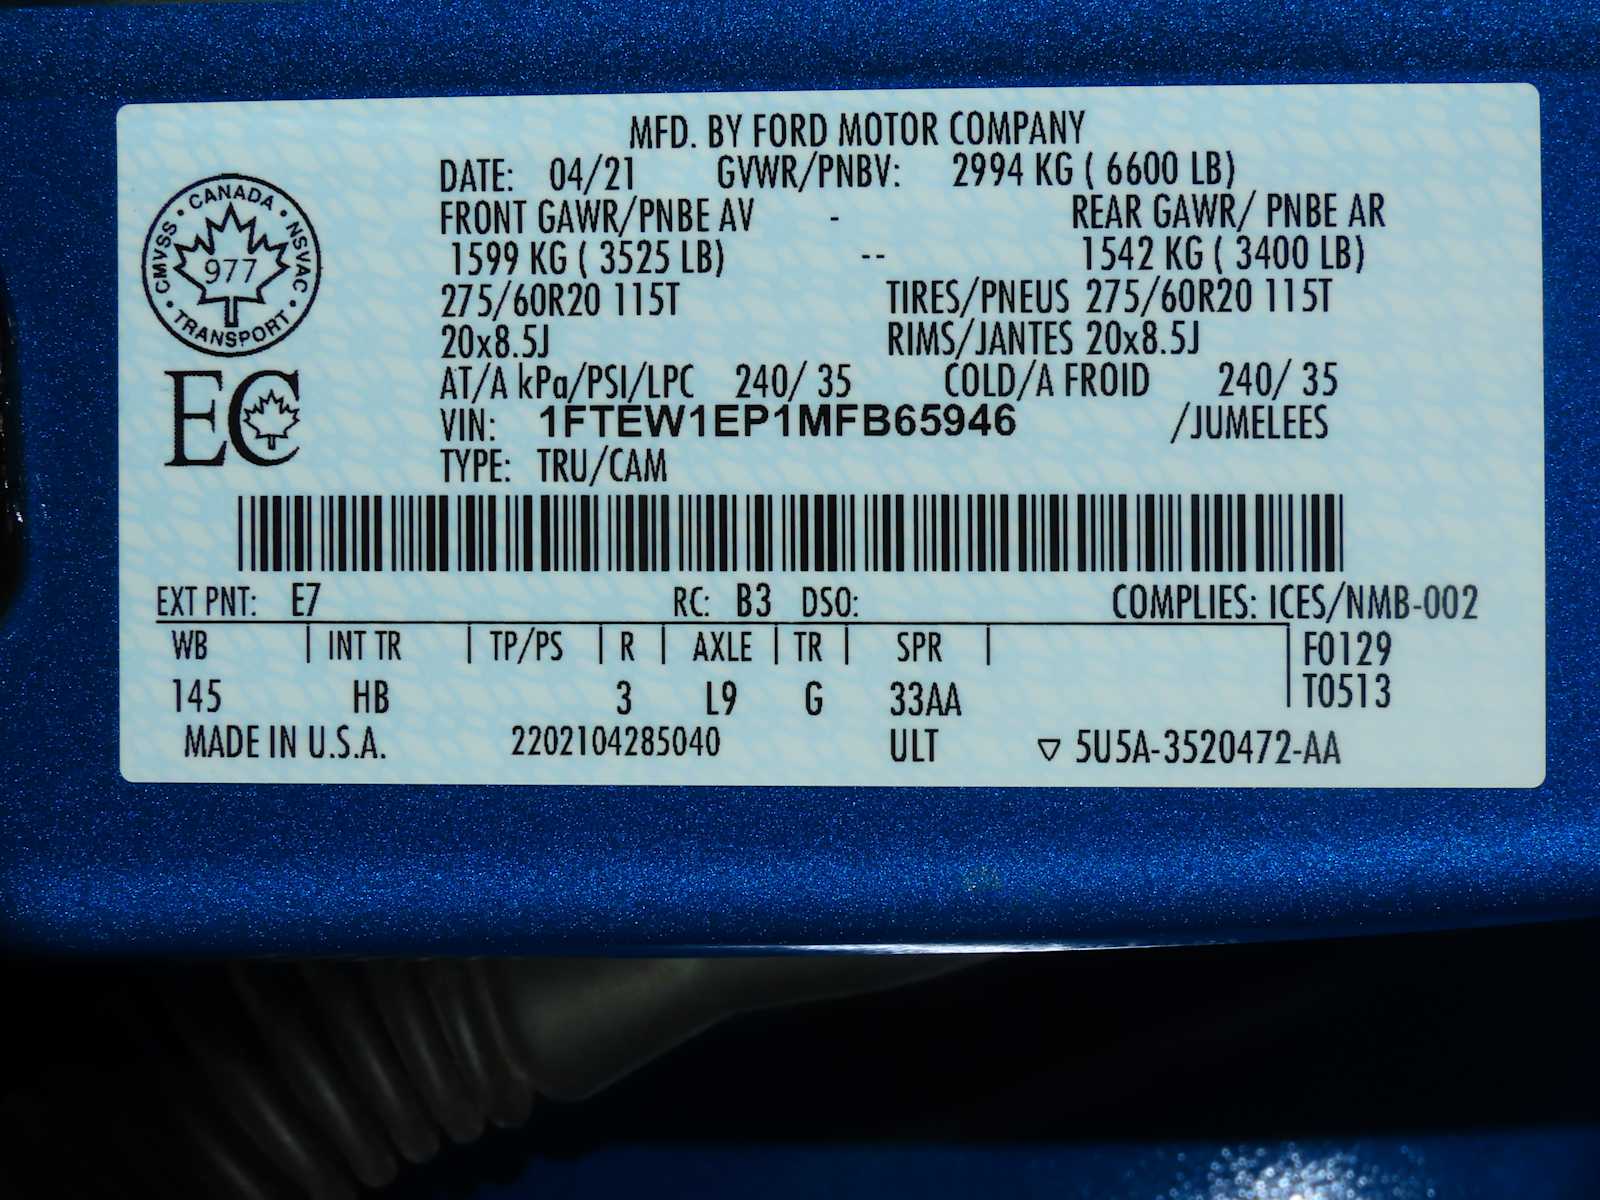 MFD. BY FORD MOTOR COMPANY
DATE: 04/21 GVWR/PNBV: 2994 KG ( 6600 LB)
FRONT GAWR/PNBE AV - REAR GAWR/ PNBE AR
1599 KG ( 3525 LB) -- 1542 KG ( 3400 LB)
275/60R20 115T TIRES/PNEUS 275/60R20 115T
20x8.5J RIMS/JANTES 20x8.5J
AT/A kPa/PSI/LPC 240/ 35 COLD/A FROID 240/ 35
VIN: 1FTEW1EP1MFB65946 /JUMELEES
TYPE: TRU/CAM
CANADA • NSVAC • TRANSPORT • CMVSS •
977
EC
EXT PNT: E7 RC: B3 DSO: COMPLIES: ICES/NMB-002
WB | INT TR | TP/PS | R | AXLE | TR | SPR | | F0129
145 HB 3 L9 G 33AA | T0513
MADE IN U.S.A. 2202104285040 ULT ▽ 5U5A-3520472-AA